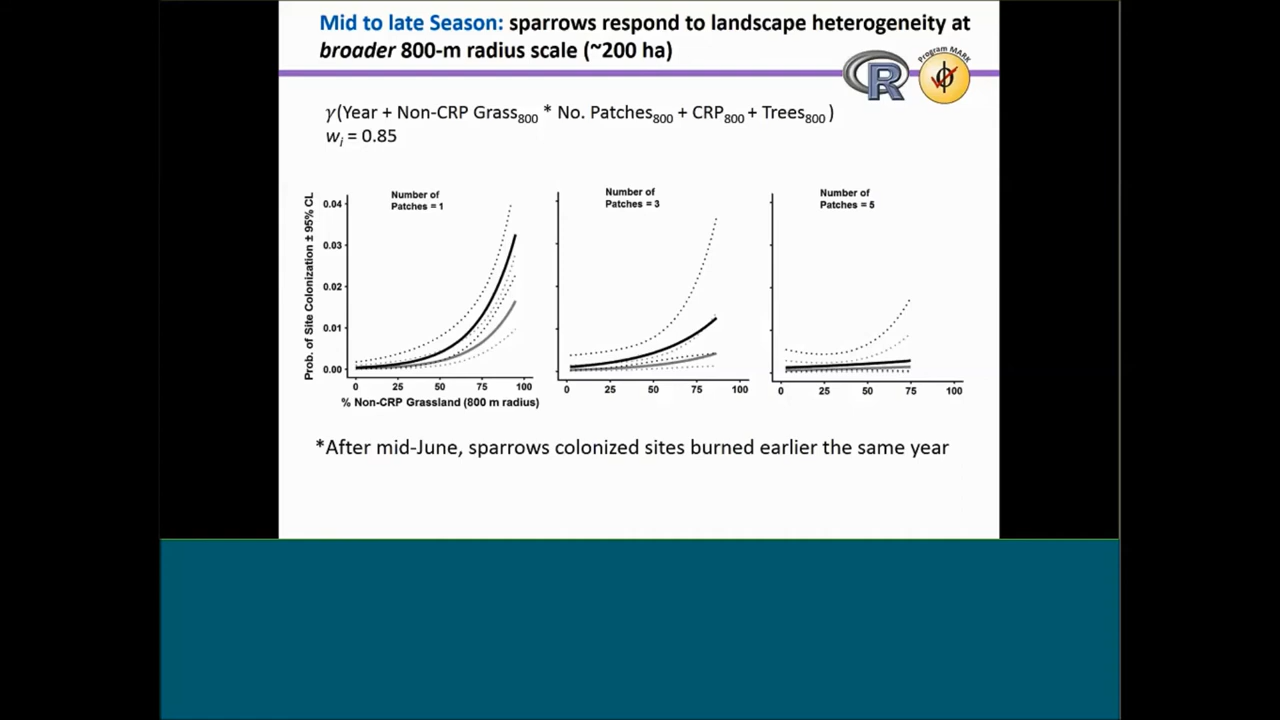 Mid to late Season: sparrows respond to landscape heterogeneity at
broader 800-m radius scale (~200 ha)
R
Program MARK
γ(Year + Non-CRP Grass800 * No. Patches800 + CRP800 + Trees800 )
wi = 0.85
Prob. of Site Colonization ± 95% CL
Number of
Patches = 1
0.04
0.03
0.02
0.01
0.00
0 25 50 75 100
% Non-CRP Grassland (800 m radius)
Number of
Patches = 3
0 25 50 75 100
Number of
Patches = 5
0 25 50 75 100
*After mid-June, sparrows colonized sites burned earlier the same year